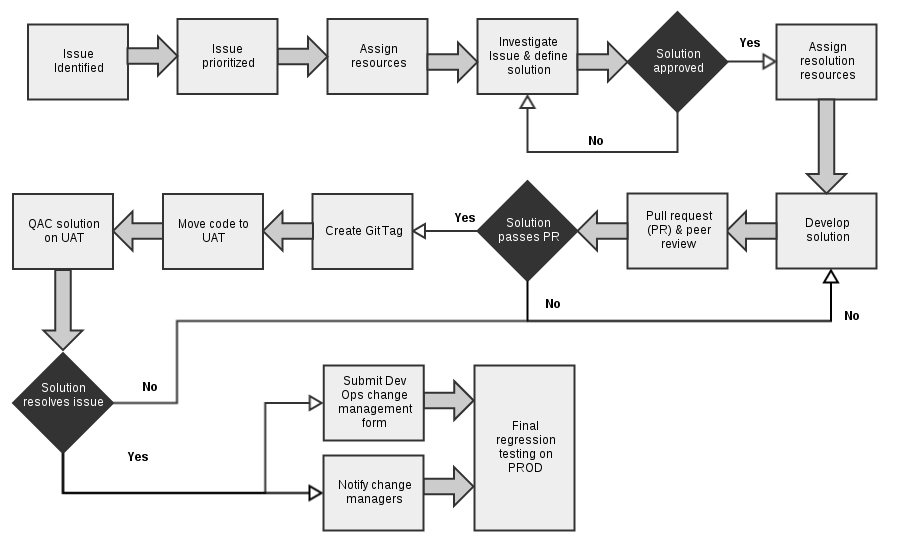 Issue
Identified
Issue
prioritized
Assign
resources
Investigate
Issue & define
solution
Solution
approved
Yes
No
Assign
resolution
resources
Develop
solution
Pull request
(PR) & peer
review
Solution
passes PR
Yes
No
No
Create Git Tag
Move code to
UAT
QAC solution
on UAT
Solution
resolves issue
No
Yes
Submit Dev
Ops change
management
form
Notify change
managers
Final
regression
testing on
PROD